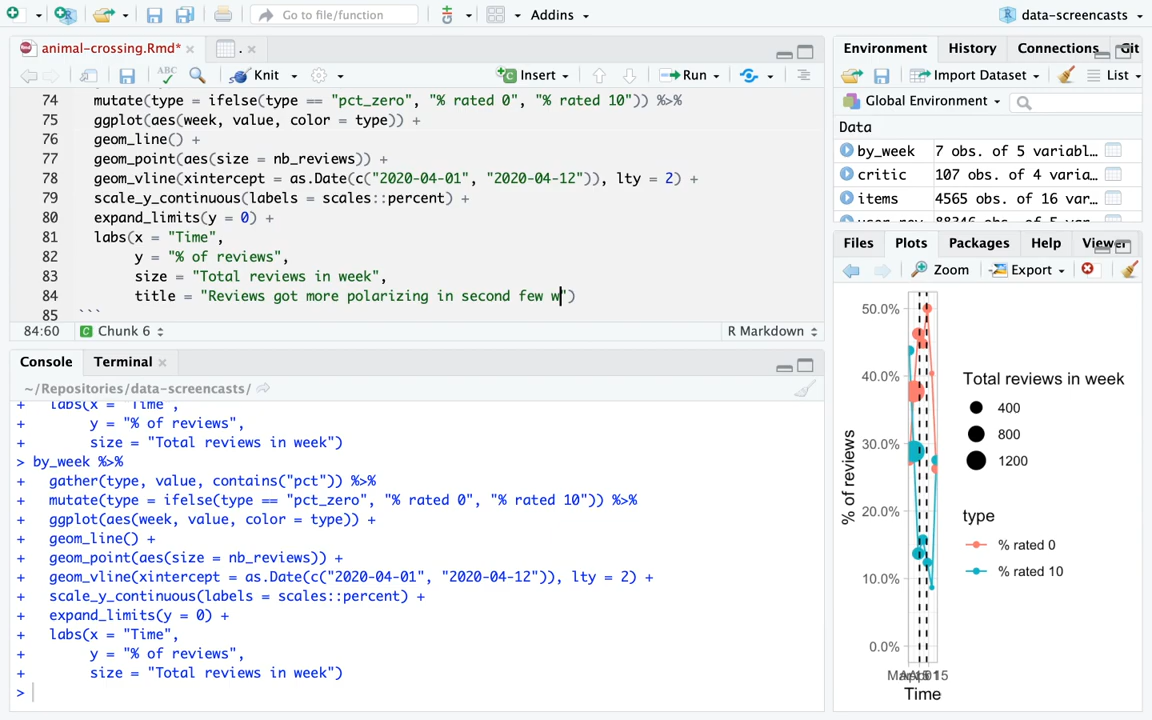 Go to file/function
Addins
data-screencasts
animal-crossing.Rmd*
.
ABC
Knit
Insert
Run
74 mutate(type = ifelse(type == "pct_zero", "% rated 0", "% rated 10")) %>%
75 ggplot(aes(week, value, color = type)) +
76 geom_line() +
77 geom_point(aes(size = nb_reviews)) +
78 geom_vline(xintercept = as.Date(c("2020-04-01", "2020-04-12")), lty = 2) +
79 scale_y_continuous(labels = scales::percent) +
80 expand_limits(y = 0) +
81 labs(x = "Time",
82 y = "% of reviews",
83 size = "Total reviews in week",
84 title = "Reviews got more polarizing in second few w")
85 ```
84:60 Chunk 6 R Markdown
Console Terminal
~/Repositories/data-screencasts/
+ labs(x = "Time",
+ y = "% of reviews",
+ size = "Total reviews in week")
> by_week %>%
+ gather(type, value, contains("pct")) %>%
+ mutate(type = ifelse(type == "pct_zero", "% rated 0", "% rated 10")) %>%
+ ggplot(aes(week, value, color = type)) +
+ geom_line() +
+ geom_point(aes(size = nb_reviews)) +
+ geom_vline(xintercept = as.Date(c("2020-04-01", "2020-04-12")), lty = 2) +
+ scale_y_continuous(labels = scales::percent) +
+ expand_limits(y = 0) +
+ labs(x = "Time",
+ y = "% of reviews",
+ size = "Total reviews in week")
>
Environment History Connections Git
Import Dataset List
Global Environment
Data
by_week 7 obs. of 5 variabl…
critic 107 obs. of 4 varia…
items 4565 obs. of 16 var…
Files Plots Packages Help Viewer
Zoom Export
50.0%
40.0%
30.0%
20.0%
10.0%
0.0%
% of reviews
Time
Total reviews in week
400
800
1200
type
% rated 0
% rated 10